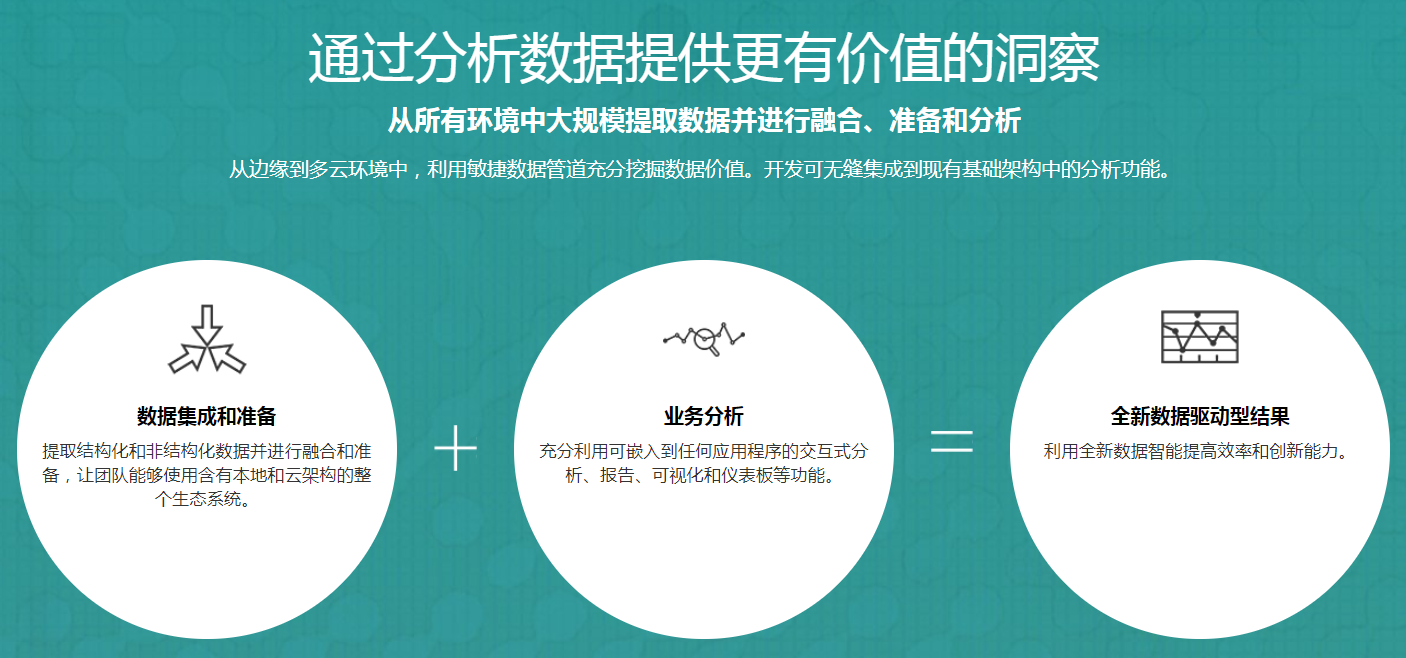 通过分析数据提供更有价值的洞察
从所有环境中大规模提取数据并进行融合、准备和分析
从边缘到多云环境中，利用敏捷数据管道充分挖掘数据价值。开发可无缝集成到现有基础架构中的分析功能。
数据集成和准备
提取结构化和非结构化数据并进行融合和准
备，让团队能够使用含有本地和云架构的整
个生态系统。
+
业务分析
充分利用可嵌入到任何应用程序的交互式分
析、报告、可视化和仪表板等功能。
=
全新数据驱动型结果
利用全新数据智能提高效率和创新能力。